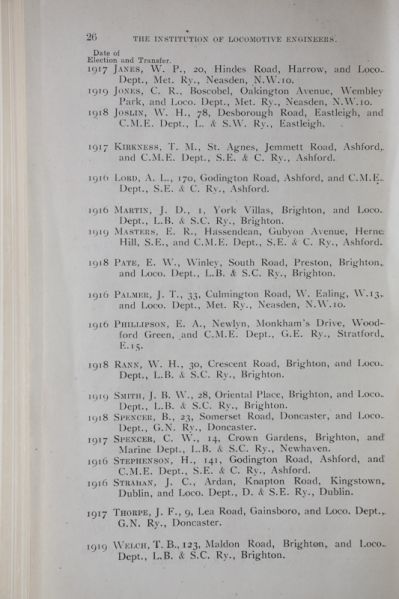 26 THE INSTITUTION OF LOCOMOTIVE ENGINEERS.
Date of
Election and Transfer.
1917 JANES, W. P., 20, Hindes Road, Harrow, and Loco.
Dept., Met. Ry., Neasden, N.W.10.
1919 JONES, C. R., Boscobel, Oakington Avenue, Wembley
Park, and Loco. Dept., Met. Ry., Neasden, N.W.10.
1918 JOSLIN, W. H., 78, Desborough Road, Eastleigh, and
C.M.E. Dept., L. & S.W. Ry., Eastleigh.
1917 KIRKNESS, T. M., St. Agnes, Jemmett Road, Ashford,
and C.M.E. Dept., S.E. & C. Ry., Ashford.
1916 LORD, A. L., 170, Godington Road, Ashford, and C.M.E.
Dept., S.E. & C. Ry., Ashford.
1916 MARTIN, J. D., 1, York Villas, Brighton, and Loco.
Dept., L.B. & S.C. Ry., Brighton.
1919 MASTERS, E. R., Hassendean, Gubyon Avenue, Herne
Hill, S.E., and C.M.E. Dept., S.E. & C. Ry., Ashford.
1918 PATE, E. W., Winley, South Road, Preston, Brighton,
and Loco. Dept., L.B. & S.C. Ry., Brighton.
1916 PALMER, J. T., 33, Culmington Road, W. Ealing, W.13,
and Loco. Dept., Met. Ry., Neasden, N.W.10.
1916 PHILLIPSON, E. A., Newlyn, Monkham's Drive, Wood-
ford Green, and C.M.E. Dept., G.E. Ry., Stratford,
E.15.
1918 RANN, W. H., 30, Crescent Road, Brighton, and Loco.
Dept., L.B. & S.C. Ry., Brighton.
1919 SMITH, J. B. W., 28, Oriental Place, Brighton, and Loco.
Dept., L.B. & S.C. Ry., Brighton.
1918 SPENCER, B., 23, Somerset Road, Doncaster, and Loco.
Dept., G.N. Ry., Doncaster.
1917 SPENCER, C. W., 14, Crown Gardens, Brighton, and
Marine Dept., L.B. & S.C. Ry., Newhaven.
1916 STEPHENSON, H., 141, Godington Road, Ashford, and
C.M.E. Dept., S.E. & C. Ry., Ashford.
1916 STRAHAN, J. C., Ardan, Knapton Road, Kingstown,
Dublin, and Loco. Dept., D. & S.E. Ry., Dublin.
1917 THORPE, J. F., 9, Lea Road, Gainsboro, and Loco. Dept.,
G.N. Ry., Doncaster.
1919 WELCH, T. B., 123, Maldon Road, Brighton, and Loco.
Dept., L.B. & S.C. Ry., Brighton.